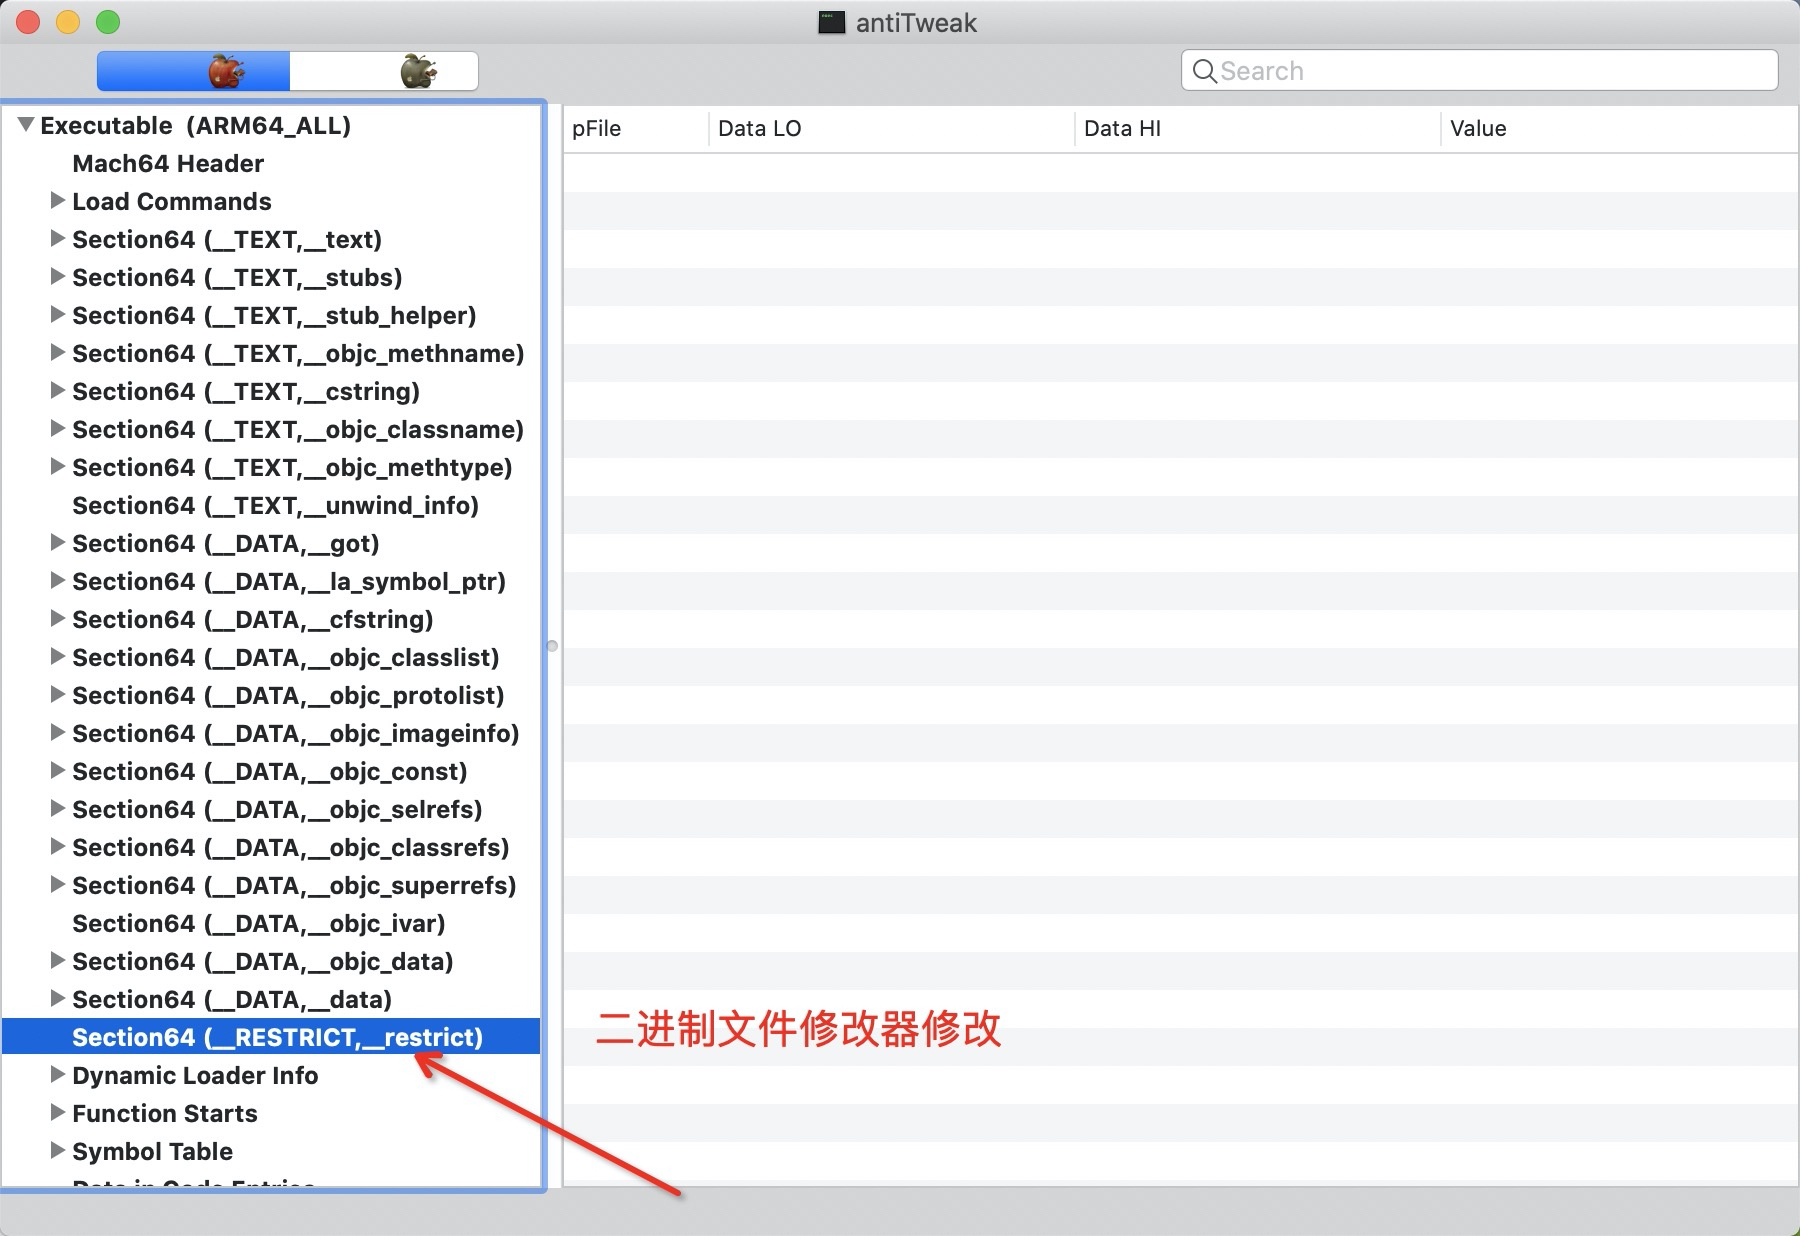 antiTweak
Search
Executable (ARM64_ALL)
Mach64 Header
Load Commands
Section64 (__TEXT,__text)
Section64 (__TEXT,__stubs)
Section64 (__TEXT,__stub_helper)
Section64 (__TEXT,__objc_methname)
Section64 (__TEXT,__cstring)
Section64 (__TEXT,__objc_classname)
Section64 (__TEXT,__objc_methtype)
Section64 (__TEXT,__unwind_info)
Section64 (__DATA,__got)
Section64 (__DATA,__la_symbol_ptr)
Section64 (__DATA,__cfstring)
Section64 (__DATA,__objc_classlist)
Section64 (__DATA,__objc_protolist)
Section64 (__DATA,__objc_imageinfo)
Section64 (__DATA,__objc_const)
Section64 (__DATA,__objc_selrefs)
Section64 (__DATA,__objc_classrefs)
Section64 (__DATA,__objc_superrefs)
Section64 (__DATA,__objc_ivar)
Section64 (__DATA,__objc_data)
Section64 (__DATA,__data)
Section64 (__RESTRICT,__restrict)
Dynamic Loader Info
Function Starts
Symbol Table
Data in Code Entries
pFile Data LO Data HI Value
二进制文件修改器修改